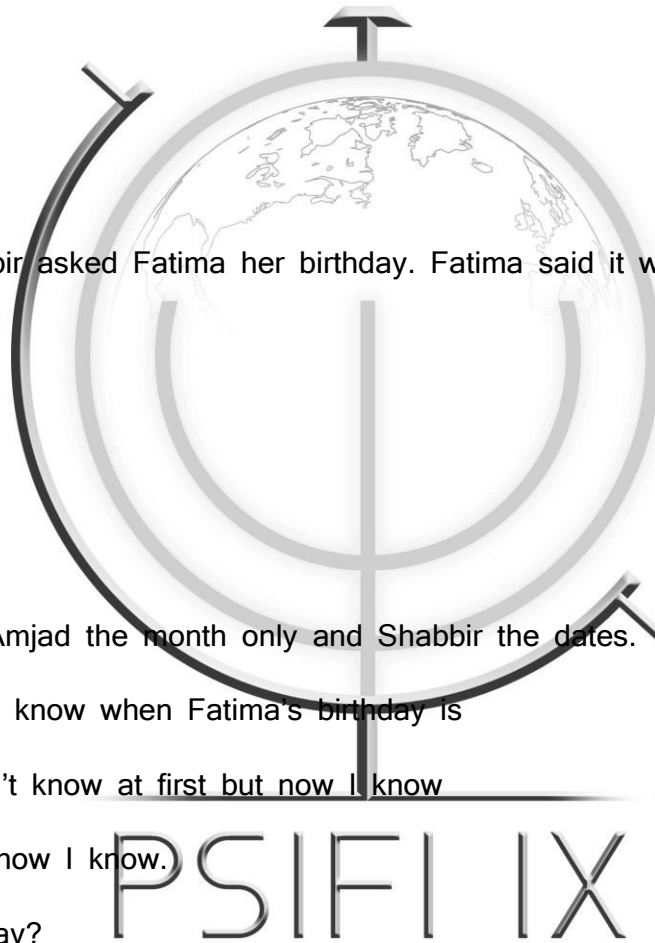 asked Fatima her birthday. Fatima said it
Amjad the month only and Shabbir the dates.
know when Fatima's birthday is
't know at first but now I know
now I know.
PSIFI IX